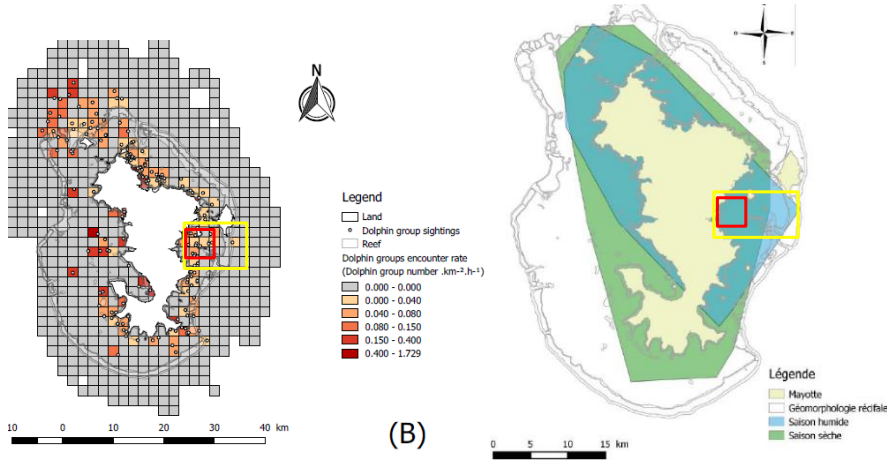 N
Legend
Land
Dolphin group sightings
Reef
Dolphin groups encounter rate
(Dolphin group number .km⁻².h⁻¹)
0.000 - 0.000
0.000 - 0.040
0.040 - 0.080
0.080 - 0.150
0.150 - 0.400
0.400 - 1.729
10 0 10 20 30 40 km
(B)
N
Légende
Mayotte
Géomorphologie récifale
Saison humide
Saison sèche
0 5 10 15 km